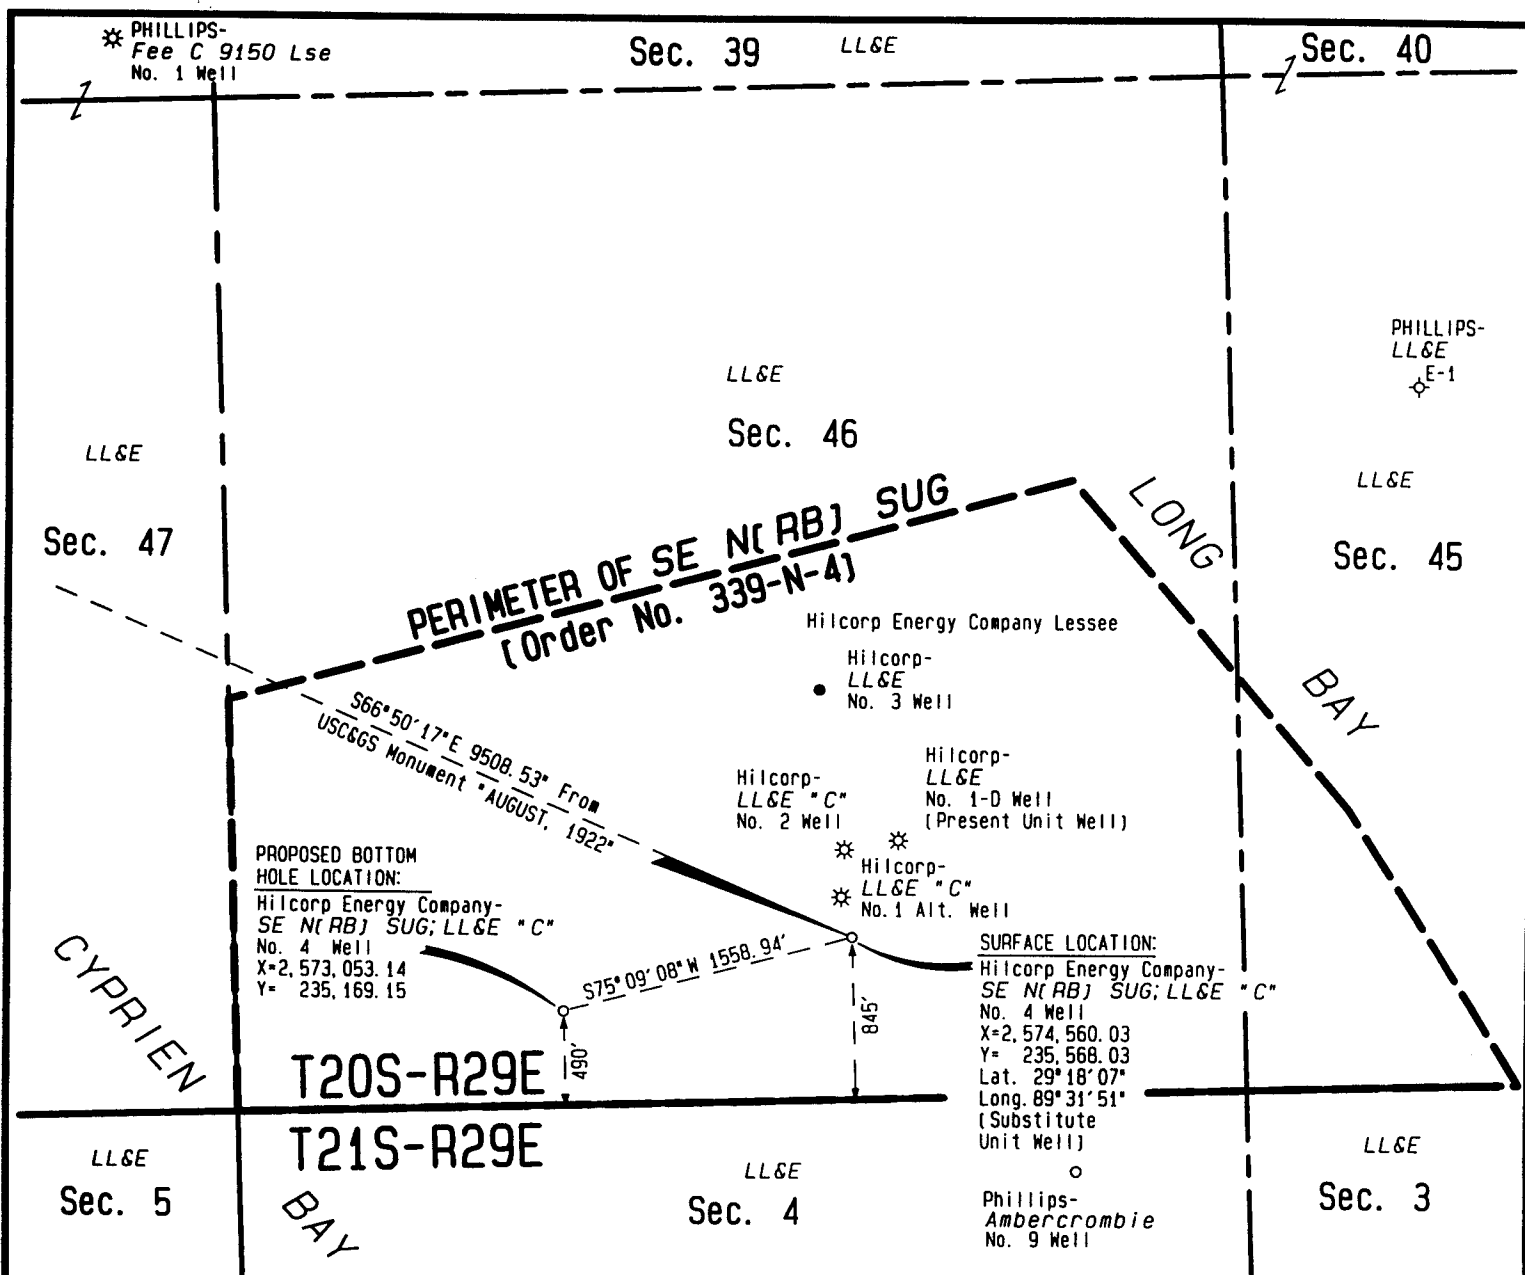 PHILLIPS-
Fee C 9150 Lse
No. 1 Well
Sec. 39
LL&E
Sec. 40
PHILLIPS-
LL&E
E-1
LL&E
Sec. 46
LL&E
Sec. 47
LL&E
Sec. 45
LONG
BAY
PERIMETER OF SE N(RB) SUG
(Order No. 339-N-4)
Hilcorp Energy Company Lessee
Hilcorp-
LL&E
No. 3 Well
S66°50'17"E 9508.53" From
USC&GS Monument "AUGUST, 1922"
Hilcorp-
LL&E "C"
No. 2 Well
Hilcorp-
LL&E
No. 1-D Well
(Present Unit Well)
Hilcorp-
LL&E "C"
No.1 Alt. Well
PROPOSED BOTTOM
HOLE LOCATION:
Hilcorp Energy Company-
SE N(RB) SUG; LL&E "C"
No. 4 Well
X=2,573,053.14
Y= 235,169.15
S75°09'08"W 1558.94'
490'
845'
SURFACE LOCATION:
Hilcorp Energy Company-
SE N(RB) SUG; LL&E "C"
No. 4 Well
X=2,574,560.03
Y= 235,568.03
Lat. 29°18'07"
Long. 89°31'51"
(Substitute
Unit Well)
CYPRIEN
BAY
T20S-R29E
T21S-R29E
LL&E
Sec. 5
LL&E
Sec. 4
Phillips-
Ambercrombie
No. 9 Well
LL&E
Sec. 3